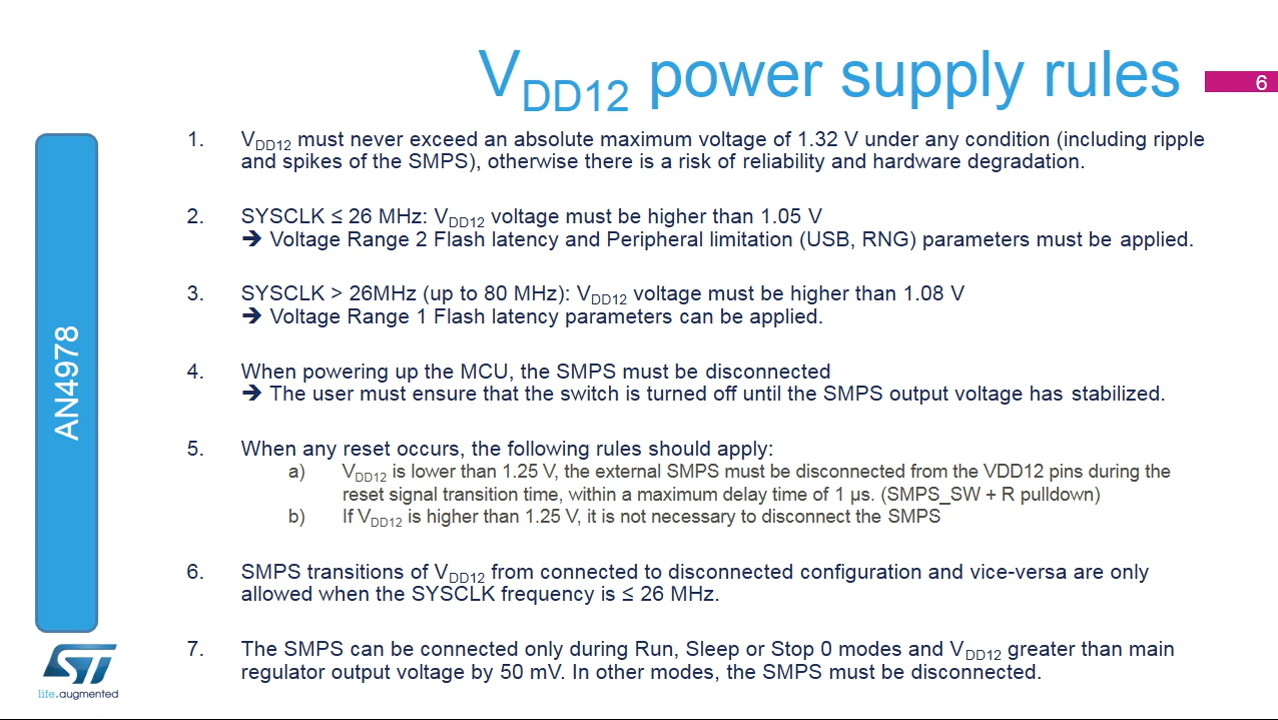 VDD12 power supply rules
6
1. VDD12 must never exceed an absolute maximum voltage of 1.32 V under any condition (including ripple
and spikes of the SMPS), otherwise there is a risk of reliability and hardware degradation.
2. SYSCLK ≤ 26 MHz: VDD12 voltage must be higher than 1.05 V
➔ Voltage Range 2 Flash latency and Peripheral limitation (USB, RNG) parameters must be applied.
3. SYSCLK > 26MHz (up to 80 MHz): VDD12 voltage must be higher than 1.08 V
➔ Voltage Range 1 Flash latency parameters can be applied.
4. When powering up the MCU, the SMPS must be disconnected
➔ The user must ensure that the switch is turned off until the SMPS output voltage has stabilized.
5. When any reset occurs, the following rules should apply:
a) VDD12 is lower than 1.25 V, the external SMPS must be disconnected from the VDD12 pins during the
reset signal transition time, within a maximum delay time of 1 µs. (SMPS_SW + R pulldown)
b) If VDD12 is higher than 1.25 V, it is not necessary to disconnect the SMPS
6. SMPS transitions of VDD12 from connected to disconnected configuration and vice-versa are only
allowed when the SYSCLK frequency is ≤ 26 MHz.
7. The SMPS can be connected only during Run, Sleep or Stop 0 modes and VDD12 greater than main
regulator output voltage by 50 mV. In other modes, the SMPS must be disconnected.
AN4978
ST
life.augmented